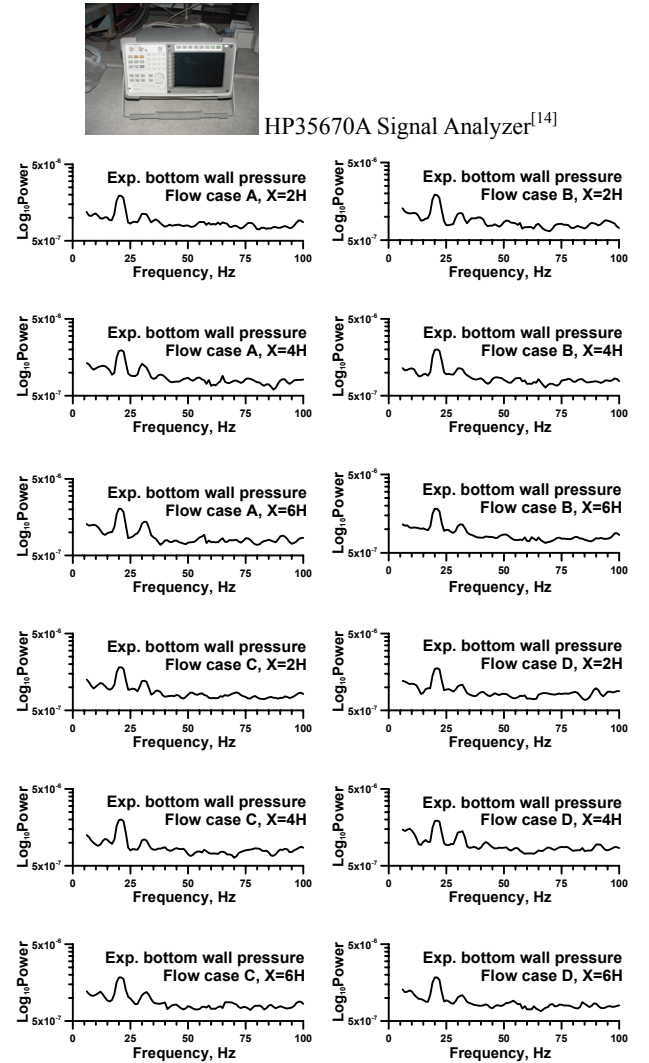 HP35670A Signal Analyzer[14]
5x10-6
Log10Power
5x10-7
Exp. bottom wall pressure
Flow case A, X=2H
0 25 50 75 100
Frequency, Hz
5x10-6
Log10Power
5x10-7
Exp. bottom wall pressure
Flow case B, X=2H
0 25 50 75 100
Frequency, Hz
5x10-6
Log10Power
5x10-7
Exp. bottom wall pressure
Flow case A, X=4H
0 25 50 75 100
Frequency, Hz
5x10-6
Log10Power
5x10-7
Exp. bottom wall pressure
Flow case B, X=4H
0 25 50 75 100
Frequency, Hz
5x10-6
Log10Power
5x10-7
Exp. bottom wall pressure
Flow case A, X=6H
0 25 50 75 100
Frequency, Hz
5x10-6
Log10Power
5x10-7
Exp. bottom wall pressure
Flow case B, X=6H
0 25 50 75 100
Frequency, Hz
5x10-6
Log10Power
5x10-7
Exp. bottom wall pressure
Flow case C, X=2H
0 25 50 75 100
Frequency, Hz
5x10-6
Log10Power
5x10-7
Exp. bottom wall pressure
Flow case D, X=2H
0 25 50 75 100
Frequency, Hz
5x10-6
Log10Power
5x10-7
Exp. bottom wall pressure
Flow case C, X=4H
0 25 50 75 100
Frequency, Hz
5x10-6
Log10Power
5x10-7
Exp. bottom wall pressure
Flow case D, X=4H
0 25 50 75 100
Frequency, Hz
5x10-6
Log10Power
5x10-7
Exp. bottom wall pressure
Flow case C, X=6H
0 25 50 75 100
Frequency, Hz
5x10-6
Log10Power
5x10-7
Exp. bottom wall pressure
Flow case D, X=6H
0 25 50 75 100
Frequency, Hz